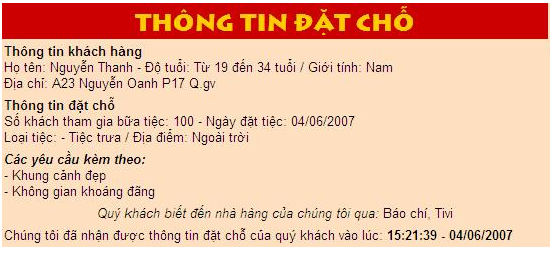 THÔNG TIN ĐẶT CHỖ
Thông tin khách hàng
Họ tên: Nguyễn Thanh - Độ tuổi: Từ 19 đến 34 tuổi / Giới tính: Nam
Địa chỉ: A23 Nguyễn Oanh P17 Q.gv
Thông tin đặt chỗ
Số khách tham gia bữa tiệc: 100 - Ngày đặt tiệc: 04/06/2007
Loại tiệc: - Tiệc trưa / Địa điểm: Ngoài trời
Các yêu cầu kèm theo:
- Khung cảnh đẹp
- Không gian khoáng đãng
Quý khách biết đến nhà hàng của chúng tôi qua: Báo chí, Tivi
Chúng tôi đã nhận được thông tin đặt chỗ của quý khách vào lúc: 15:21:39 - 04/06/2007